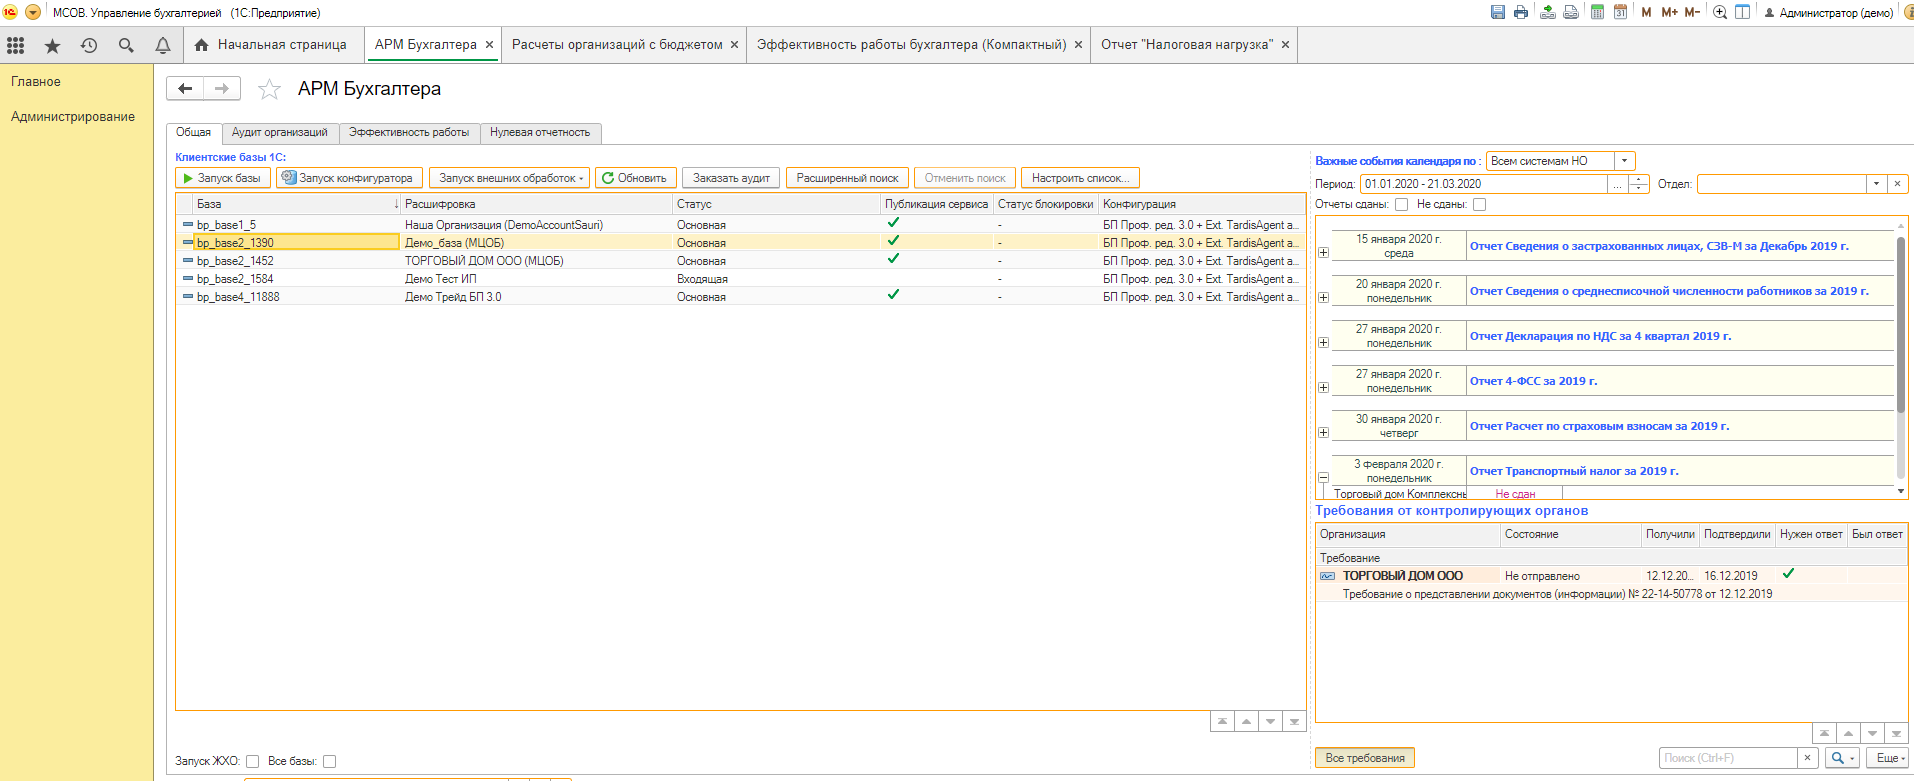 МСОВ. Управление бухгалтерией (1С:Предприятие)
M M+ M- Администратор (демо)
Начальная страница
АРМ Бухгалтера
Расчеты организаций с бюджетом
Эффективность работы бухгалтера (Компактный)
Отчет "Налоговая нагрузка"
Главное
Администрирование
АРМ Бухгалтера
Общая Аудит организаций Эффективность работы Нулевая отчетность
Клиентские базы 1С:
Запуск базы Запуск конфигуратора Запуск внешних обработок Обновить Заказать аудит Расширенный поиск Отменить поиск Настроить список...
База Расшифровка Статус Публикация сервиса Статус блокировки Конфигурация
bp_base1_5 Наша Организация (DemoAccountSauri) Основная - БП Проф. ред. 3.0 + Ext. TardisAgent а...
bp_base2_1390 Демо_база (МЦОБ) Основная - БП Проф. ред. 3.0 + Ext. TardisAgent а...
bp_base2_1452 ТОРГОВЫЙ ДОМ ООО (МЦОБ) Основная - БП Проф. ред. 3.0 + Ext. TardisAgent а...
bp_base2_1584 Демо Тест ИП Входящая - БП Проф. ред. 3.0 + Ext. TardisAgent а...
bp_base4_11888 Демо Трейд БП 3.0 Основная - БП Проф. ред. 3.0 + Ext. TardisAgent а...
Запуск ЖХО: Все базы:
Важные события календаря по : Всем системам НО
Период: 01.01.2020 - 21.03.2020 ... Отдел:
Отчеты сданы: Не сданы:
15 января 2020 г.
среда
Отчет Сведения о застрахованных лицах, СЗВ-М за Декабрь 2019 г.
20 января 2020 г.
понедельник
Отчет Сведения о среднесписочной численности работников за 2019 г.
27 января 2020 г.
понедельник
Отчет Декларация по НДС за 4 квартал 2019 г.
27 января 2020 г.
понедельник
Отчет 4-ФСС за 2019 г.
30 января 2020 г.
четверг
Отчет Расчет по страховым взносам за 2019 г.
3 февраля 2020 г.
понедельник
Отчет Транспортный налог за 2019 г.
Торговый дом Комплексны Не сдан
Требования от контролирующих органов
Организация Состояние Получили Подтвердили Нужен ответ Был ответ
Требование
ТОРГОВЫЙ ДОМ ООО Не отправлено 12.12.20... 16.12.2019
Требование о представлении документов (информации) № 22-14-50778 от 12.12.2019
Все требования Поиск (Ctrl+F) Еще